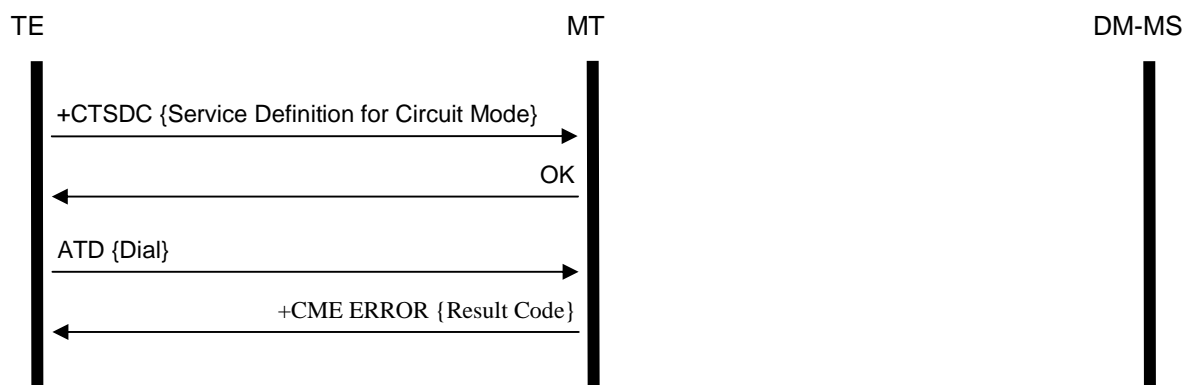 TE MT DM-MS
+CTSDC {Service Definition for Circuit Mode}
OK
ATD {Dial}
+CME ERROR {Result Code}